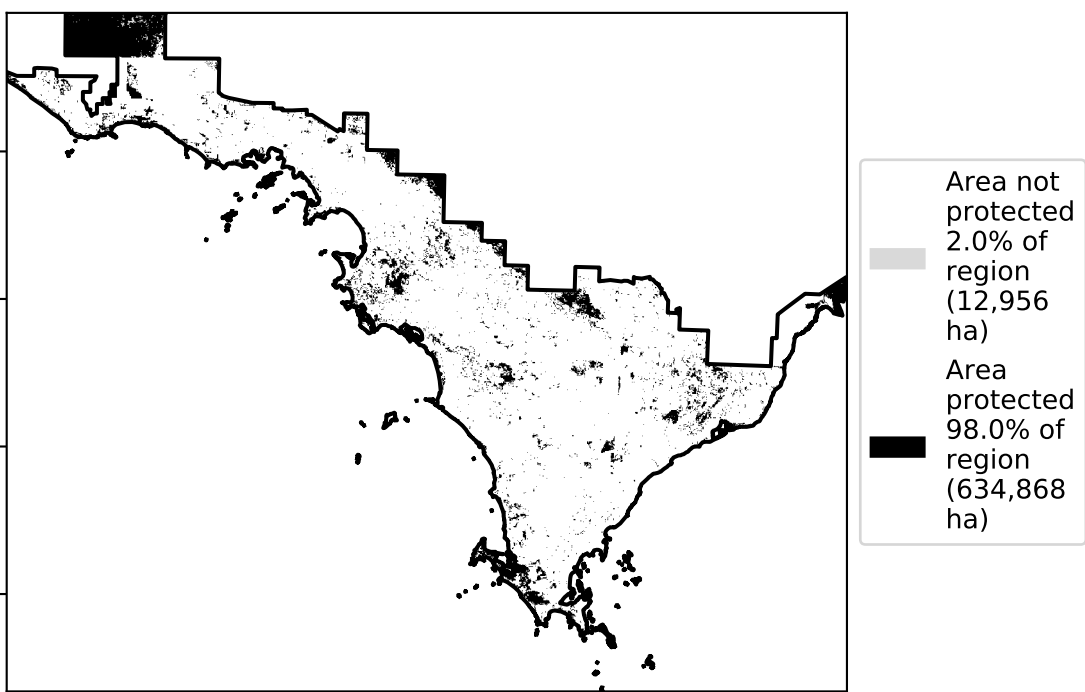 Area not
protected
2.0% of
region
(12,956
ha)
Area
protected
98.0% of
region
(634,868
ha)